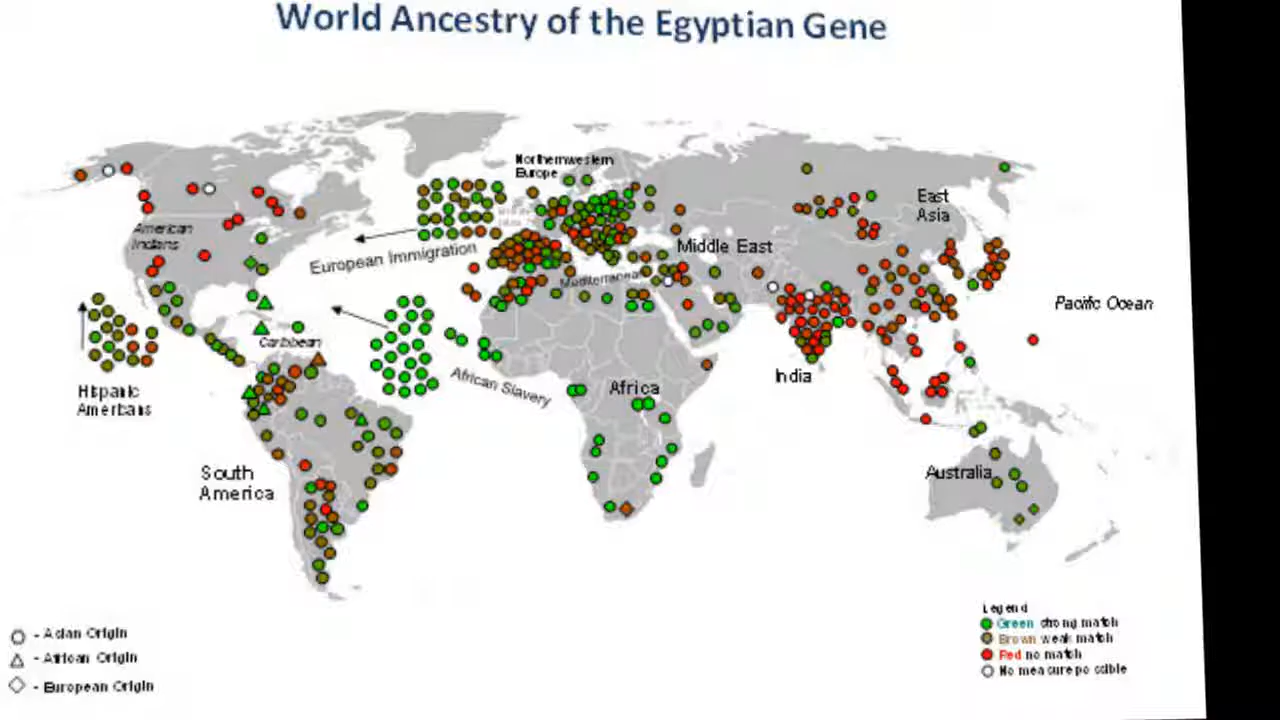 World Ancestry of the Egyptian Gene
Northernwestern
Europe
East
Asia
American
Indians
Middle East
European Immigration
Mediterranean
Pacific Ocean
Caribbean
India
African Slavery
Africa
Hispanic
Amerbans
South
America
Australia
Legend
Green strong match
Brown weak match
Red no match
No measure possible
- Asian Origin
- African Origin
- European Origin